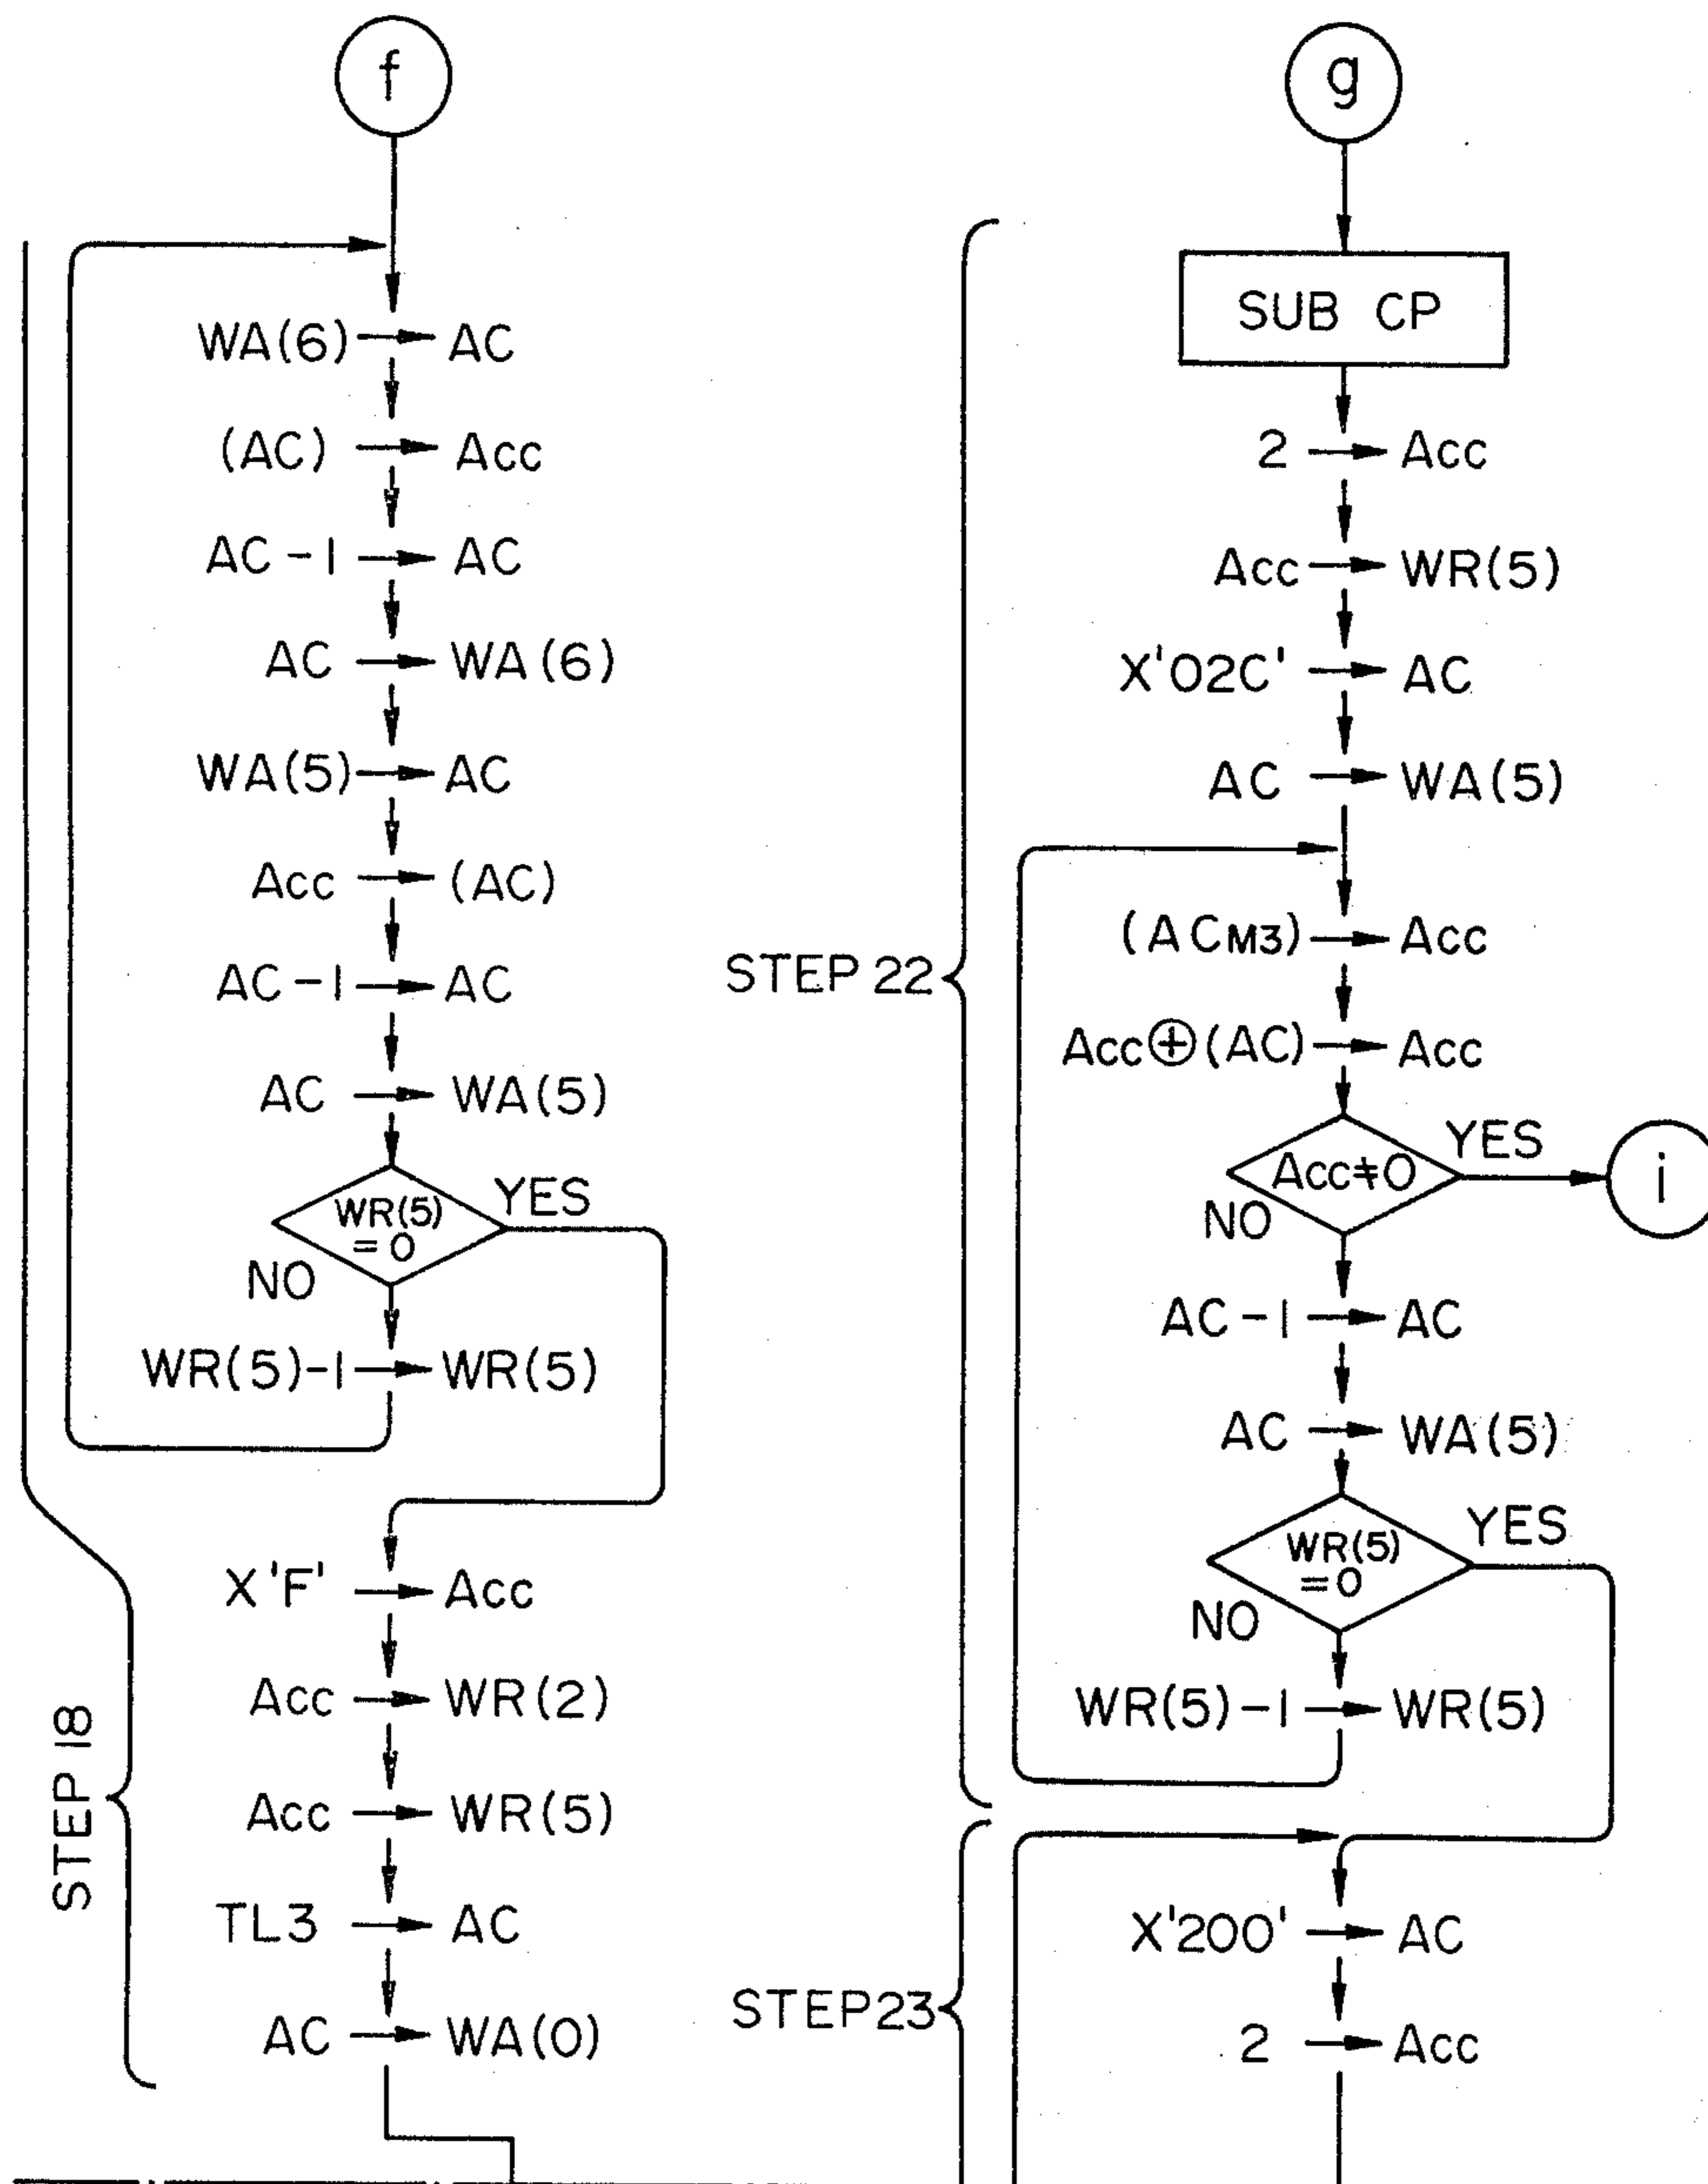 f
WA(6) → AC
(AC) → Acc
AC-1 → AC
AC → WA(6)
WA(5) → AC
Acc → (AC)
AC-1 → AC
AC → WA(5)
WR(5)
=0
YES
NO
WR(5)-1 → WR(5)
X'F' → Acc
Acc → WR(2)
Acc → WR(5)
TL3 → AC
AC → WA(0)
STEP 18
g
SUB CP
2 → Acc
Acc → WR(5)
X'02C' → AC
AC → WA(5)
(ACM3) → Acc
Acc⊕(AC) → Acc
Acc≠0
YES
i
NO
AC-1 → AC
AC → WA(5)
WR(5)
=0
YES
NO
WR(5)-1 → WR(5)
STEP 22
X'200' → AC
2 → Acc
STEP23